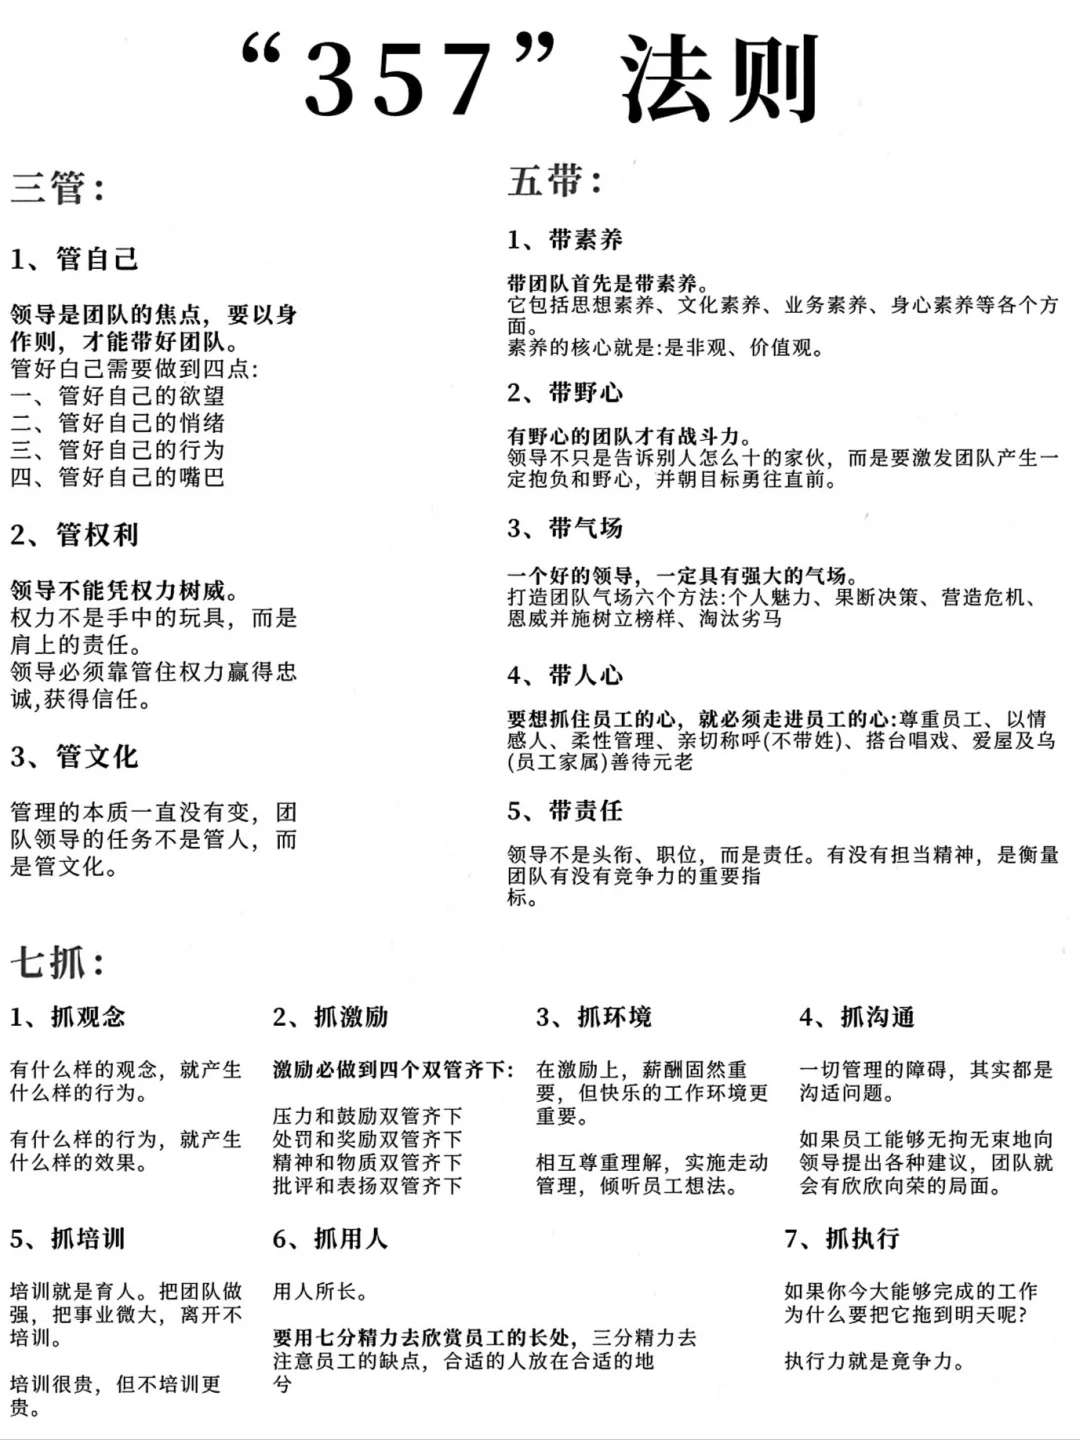 “357”法则
三管：
1、管自己
领导是团队的焦点，要以身
作则，才能带好团队。
管好白己需要做到四点:
一、管好自己的欲望
二、管好自己的悄绪
三、管好自己的行为
四、管好自己的嘴巴
2、管权利
领导不能凭权力树威。
权力不是手中的玩具，而是
肩上的责任。
领导必须靠管住权力赢得忠
诚,获得信任。
3、管文化
管理的本质一直没有变，团
队领导的任务不是管人，而
是管文化。
五带：
1、带素养
带团队首先是带素养。
它包括思想素养、文化素养、业务素养、身心素养等各个方
面。
素养的核心就是:是非观、价值观。
2、带野心
有野心的团队才有战斗力。
领导不只是告诉别人怎么十的家伙，而是要激发团队产生一
定抱负和野心，并朝目标勇往直前。
3、带气场
一个好的领导，一定具有强大的气场。
打造团队气场六个方法:个人魅力、果断决策、营造危机、
恩威并施树立榜样、淘汰劣马
4、带人心
要想抓住员工的心，就必须走进员工的心:尊重员工、以情
感人、柔性管理、亲切称呼(不带姓)、搭台唱戏、爱屋及乌
(员工家属)善待元老
5、带责任
领导不是头衔、职位，而是责任。有没有担当精神，是衡量
团队有没有竞争力的重要指
标。
七抓：
1、抓观念
有什么样的观念，就产生
什么样的行为。
有什么样的行为，就产生
什么样的效果。
2、抓激励
激励必做到四个双管齐下：
压力和鼓励双管齐下
处罚和奖励双管齐下
精神和物质双管齐下
批评和表扬双管齐下
3、抓环境
在激励上，薪酬固然重
要，但快乐的工作环境更
重要。
相互尊重理解，实施走动
管理，倾听员工想法。
4、抓沟通
一切管理的障碍，其实都是
沟适问题。
如果员工能够无拘无束地向
领导提出各种建议，团队就
会有欣欣向荣的局面。
5、抓培训
培训就是育人。把团队做
强，把事业微大，离开不
培训。
培训很贵，但不培训更
贵。
6、抓用人
用人所长。
要用七分精力去欣赏员工的长处，三分精力去
注意员工的缺点，合适的人放在合适的地
兮
7、抓执行
如果你今大能够完成的工作
为什么要把它拖到明天呢?
执行力就是竟争力。